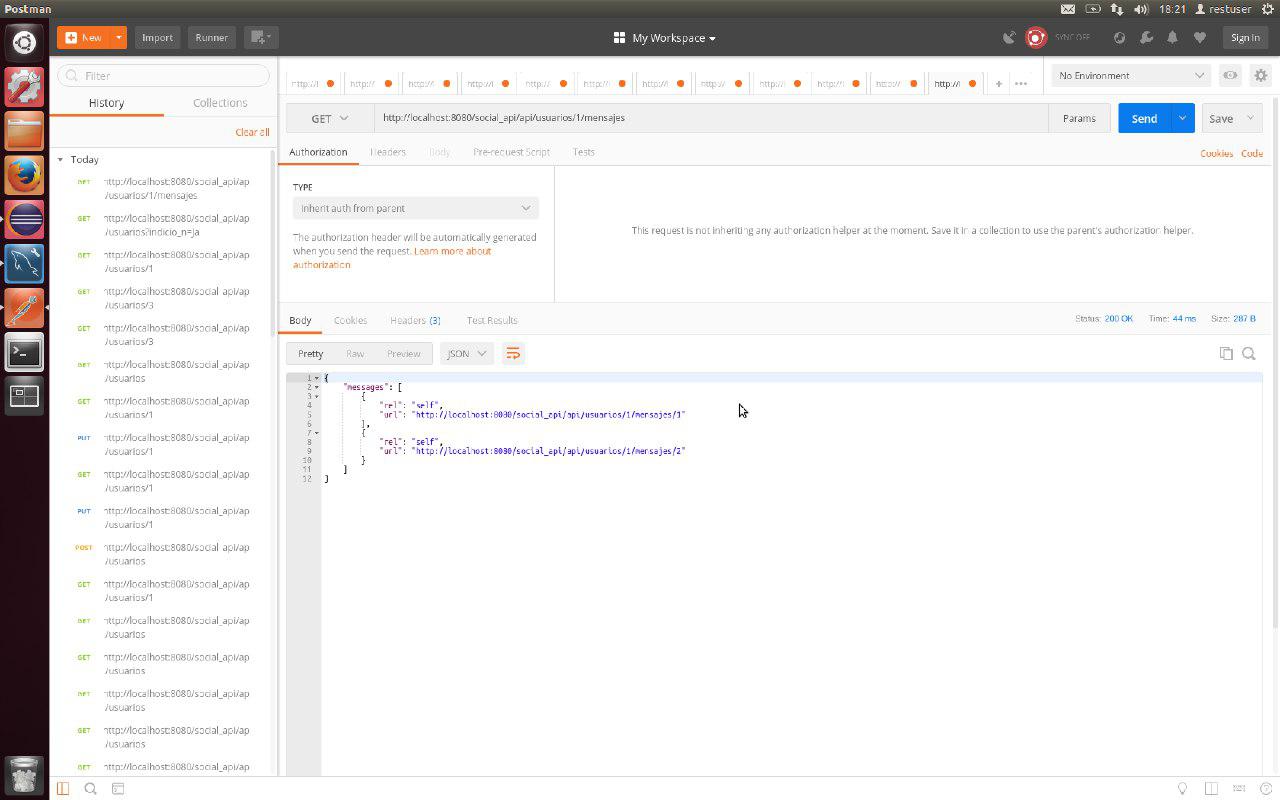 Postman
18:21 restuser
New Import Runner
My Workspace
SYNC OFF
Sign In
Filter
History Collections
Clear all
Today
GET http://localhost:8080/social_api/ap
/usuarios/1/mensajes
GET http://localhost:8080/social_api/ap
/usuarios?indicio_n=Ja
GET http://localhost:8080/social_api/ap
/usuarios/1
GET http://localhost:8080/social_api/ap
/usuarios/3
GET http://localhost:8080/social_api/ap
/usuarios/3
GET http://localhost:8080/social_api/ap
/usuarios
GET http://localhost:8080/social_api/ap
/usuarios/1
PUT http://localhost:8080/social_api/ap
/usuarios/1
GET http://localhost:8080/social_api/ap
/usuarios/1
PUT http://localhost:8080/social_api/ap
/usuarios/1
POST http://localhost:8080/social_api/ap
/usuarios
GET http://localhost:8080/social_api/ap
/usuarios/1
GET http://localhost:8080/social_api/ap
/usuarios
GET http://localhost:8080/social_api/ap
/usuarios
GET http://localhost:8080/social_api/ap
/usuarios
GET http://localhost:8080/social_api/ap
/usuarios
GET http://localhost:8080/social_api/ap
http://l http:// http://l http:// http:// http://l http://l http:// http://l http://l http:// http://l + •••
No Environment
GET http://localhost:8080/social_api/api/usuarios/1/mensajes Params Send Save
Authorization Headers Body Pre-request Script Tests Cookies Code
TYPE
Inherit auth from parent
The authorization header will be automatically generated
when you send the request. Learn more about
authorization
This request is not inheriting any authorization helper at the moment. Save it in a collection to use the parent's authorization helper.
Body Cookies Headers (3) Test Results Status: 200 OK Time: 44 ms Size: 287 B
Pretty Raw Preview JSON
1 {
2 "messages": [
3 {
4 "rel": "self",
5 "url": "http://localhost:8080/social_api/api/usuarios/1/mensajes/1"
6 },
7 {
8 "rel": "self",
9 "url": "http://localhost:8080/social_api/api/usuarios/1/mensajes/2"
10 }
11 ]
12 }